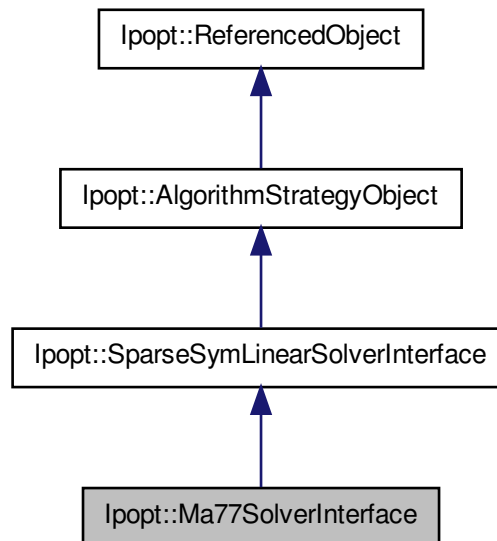 Ipopt::ReferencedObject
Ipopt::AlgorithmStrategyObject
Ipopt::SparseSymLinearSolverInterface
Ipopt::Ma77SolverInterface